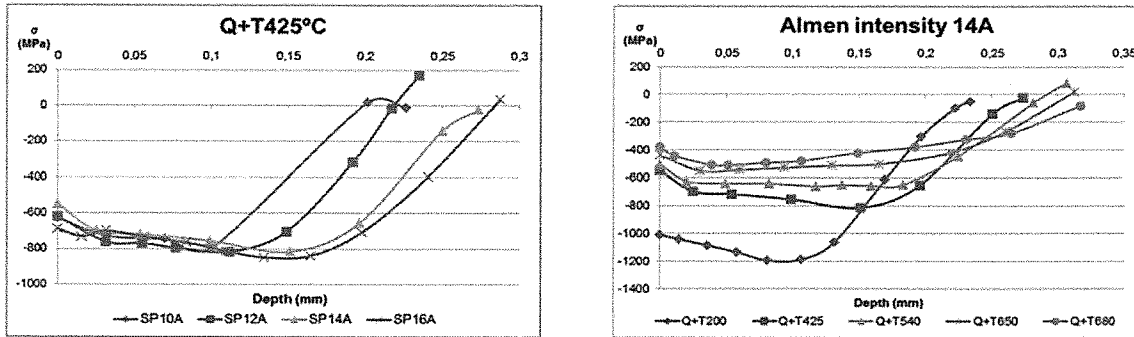 Q+T425ºC
σ
(MPa)
0 0,05 0,1 0,15 0,2 0,25 0,3
200
0
-200
-400
-600
-800
-1000
Depth (mm)
SP10A SP12A SP14A SP16A
Almen intensity 14A
σ
(MPa)
0 0,05 0,1 0,15 0,2 0,25 0,3 0,35
200
0
-200
-400
-600
-800
-1000
-1200
-1400
Depth (mm)
Q+T200 Q+T425 Q+T540 Q+T650 Q+T680